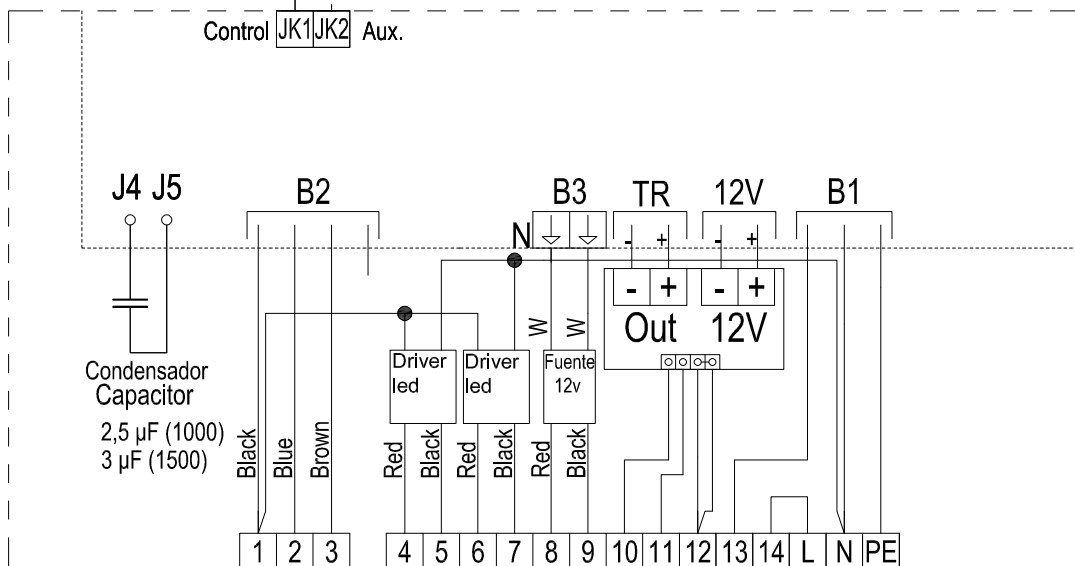 Control JK1 JK2 Aux.
J4 J5 B2 B3 TR 12V B1
N - + - +
- + - +
Out 12V
W W
Driver led
Driver led
Fuente 12v
Condensador
Capacitor
2,5 µF (1000)
3 µF (1500)
Black Blue Brown Red Black Red Black Red Black
1 2 3 4 5 6 7 8 9 10 11 12 13 14 L N PE